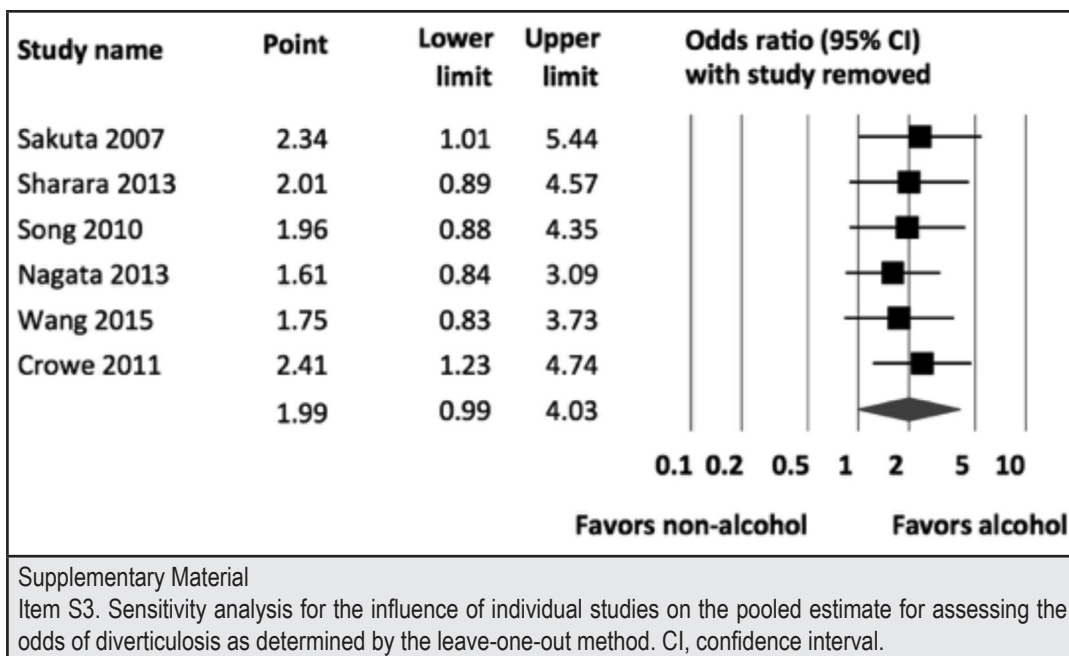 Study name Point Lower limit Upper limit Odds ratio (95% CI) with study removed
Sakuta 2007 2.34 1.01 5.44
Sharara 2013 2.01 0.89 4.57
Song 2010 1.96 0.88 4.35
Nagata 2013 1.61 0.84 3.09
Wang 2015 1.75 0.83 3.73
Crowe 2011 2.41 1.23 4.74
1.99 0.99 4.03
0.1 0.2 0.5 1 2 5 10
Favors non-alcohol Favors alcohol
Supplementary Material
Item S3. Sensitivity analysis for the influence of individual studies on the pooled estimate for assessing the
odds of diverticulosis as determined by the leave-one-out method. CI, confidence interval.